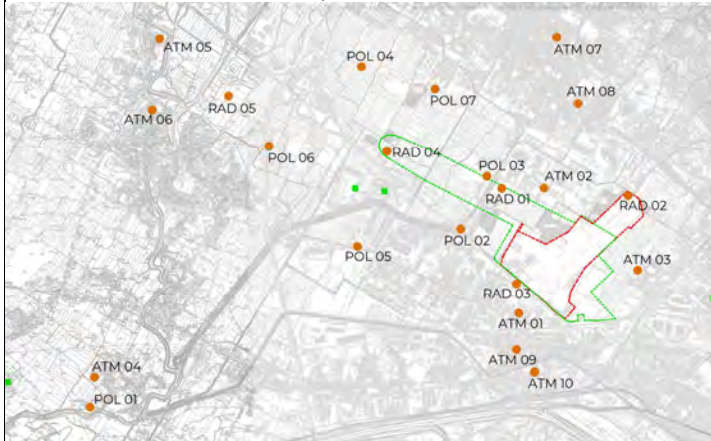 ATM 05
ATM 07
POL 04
ATM 08
POL 07
RAD 05
ATM 06
POL 06
RAD 04
POL 03
ATM 02
RAD 01
RAD 02
POL 02
POL 05
ATM 03
RAD 03
ATM 01
ATM 09
ATM 04
ATM 10
POL 01